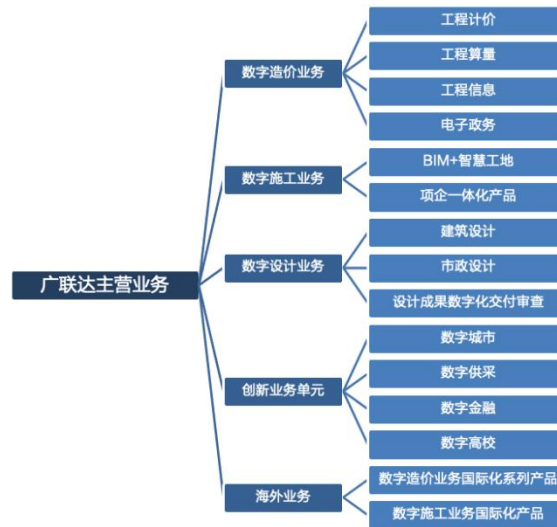 广联达主营业务
数字造价业务
工程计价
工程算量
工程信息
电子政务
数字施工业务
BIM+智慧工地
项企一体化产品
数字设计业务
建筑设计
市政设计
设计成果数字化交付审查
创新业务单元
数字城市
数字供采
数字金融
数字高校
海外业务
数字造价业务国际化系列产品
数字施工业务国际化产品